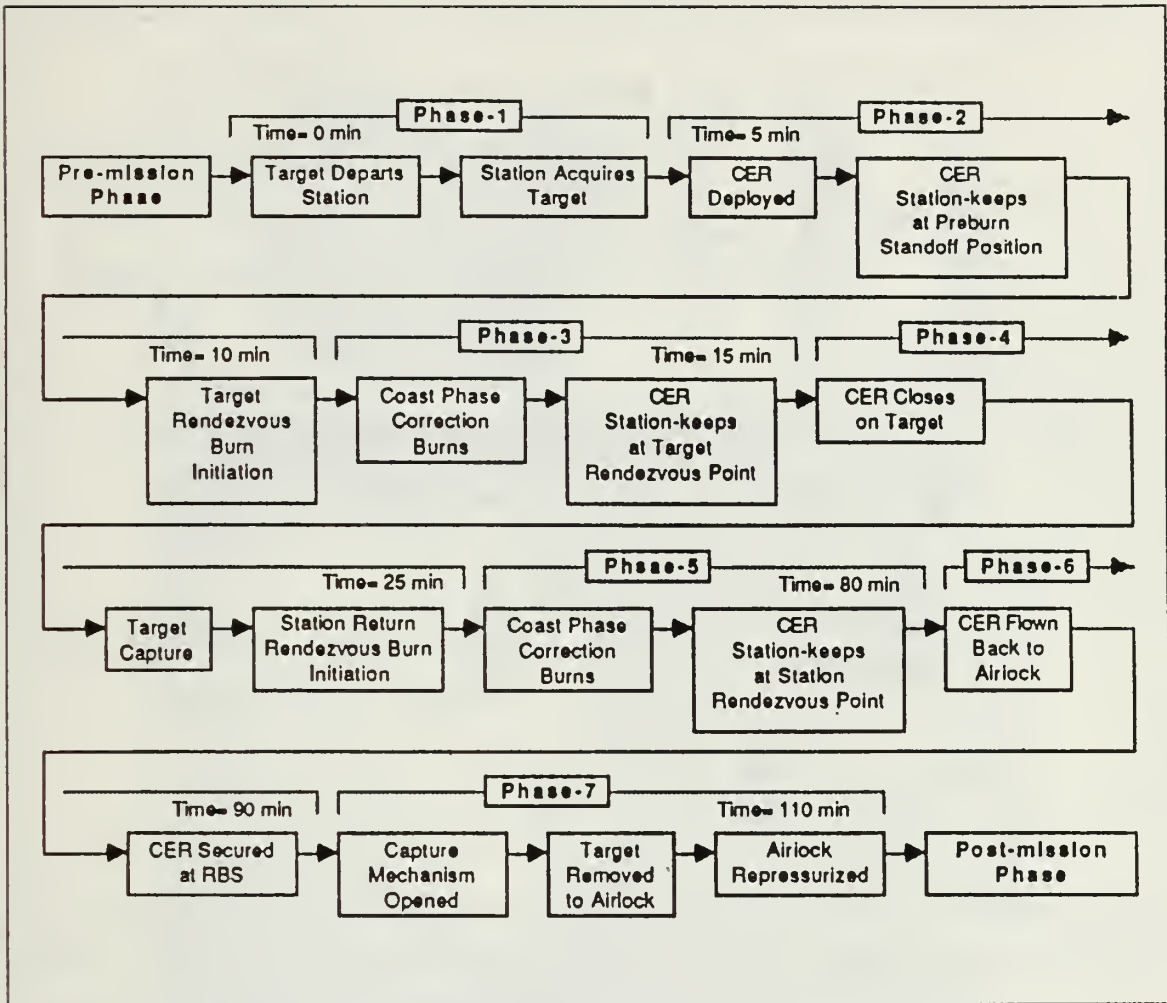 Phase-1
Phase-2
Time= 0 min
Time= 5 min
Pre-mission
Phase
Target Departs
Station
Station Acquires
Target
CER
Deployed
CER
Station-keeps
at Preburn
Standoff Position
Phase-3
Phase-4
Time= 10 min
Time= 15 min
Target
Rendezvous
Burn
Initiation
Coast Phase
Correction
Burns
CER
Station-keeps
at Target
Rendezvous Point
CER Closes
on Target
Phsae-5
Phase-6
Time= 25 min
Time= 80 min
Target
Capture
Station Return
Rendezvous Burn
Initiation
Coast Phase
Correction
Burns
CER
Station-keeps
at Station
Rendezvous Point
CER Flown
Back to
Airlock
Phase-7
Time= 90 min
Time= 110 min
CER Secured
at RBS
Capture
Mechanism
Opened
Target
Removed
to Airlock
Airlock
Repressurized
Post-mission
Phase